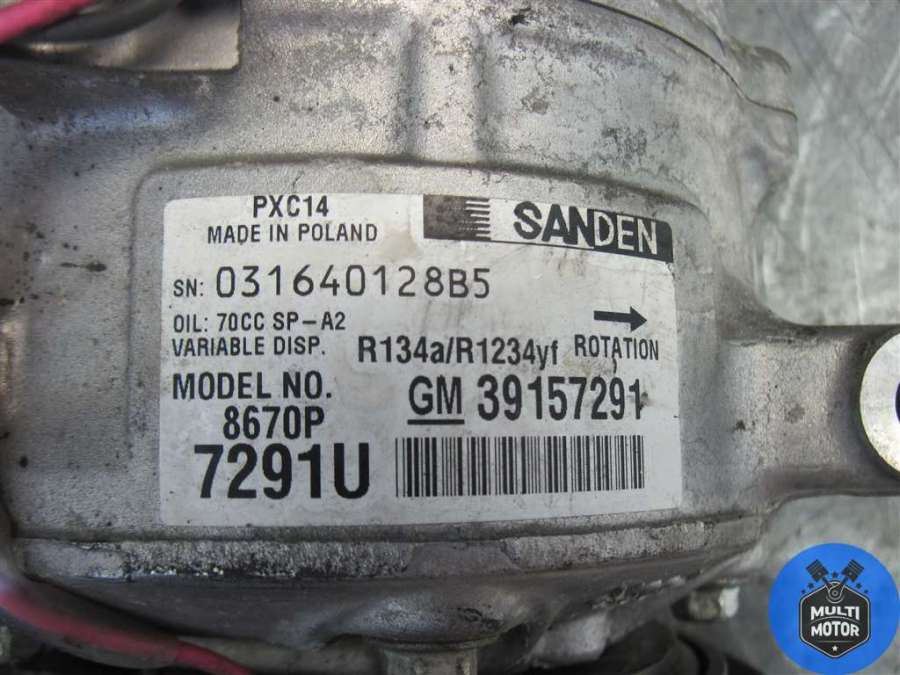 PXC14
MADE IN POLAND
SANDEN
SN: 031640128B5
OIL: 70CC SP-A2
VARIABLE DISP.
R134a/R1234yf
ROTATION
MODEL NO.
8670P
GM 39157291
7291U
MULTI
MOTOR